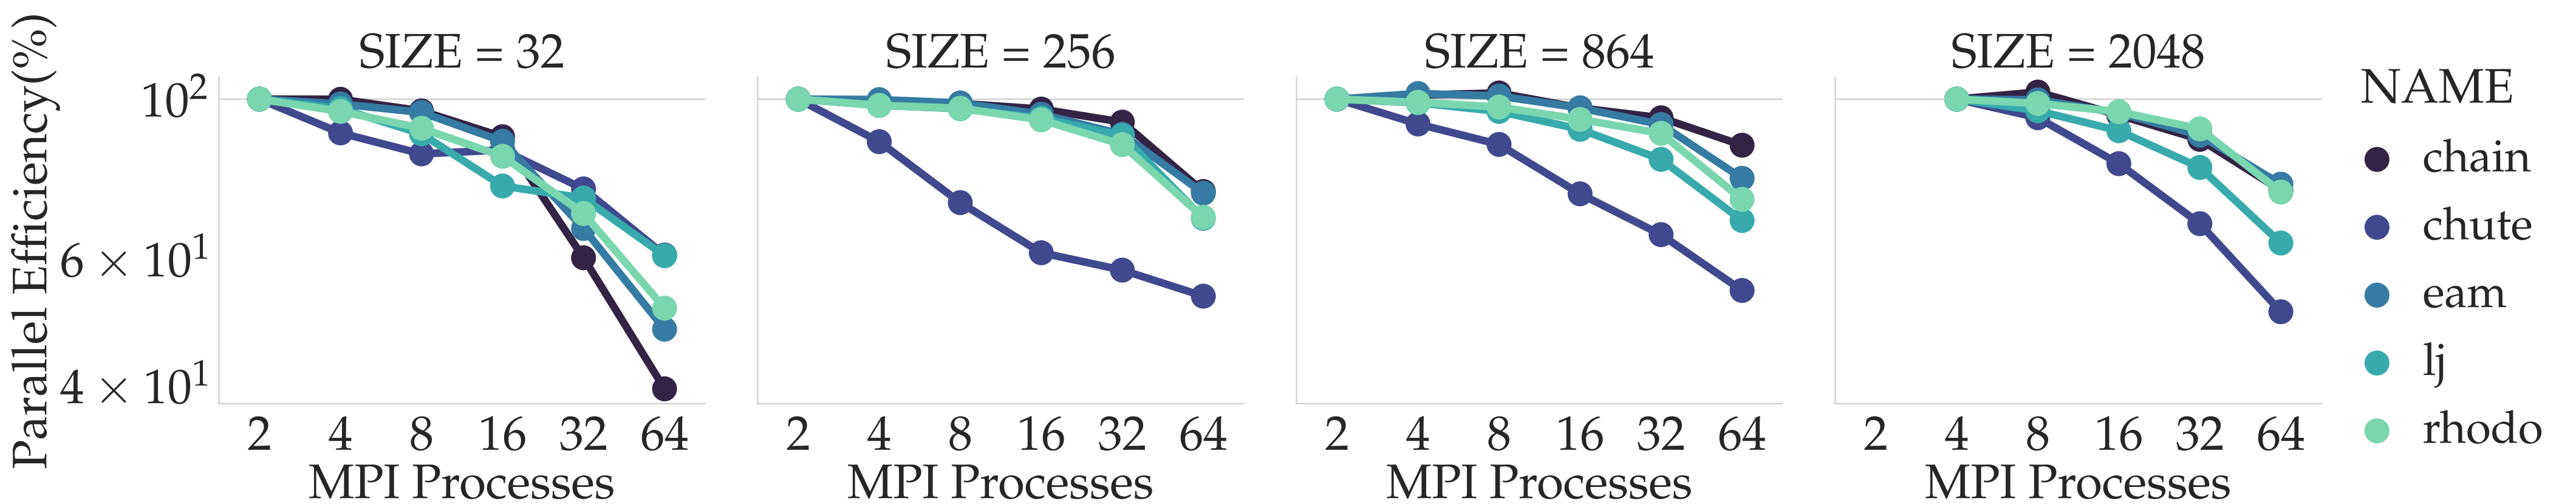 Parallel Efficiency(%)
10²
6 × 10¹
4 × 10¹
SIZE = 32
2 4 8 16 32 64
MPI Processes
SIZE = 256
2 4 8 16 32 64
MPI Processes
SIZE = 864
2 4 8 16 32 64
MPI Processes
SIZE = 2048
2 4 8 16 32 64
MPI Processes
NAME
chain
chute
eam
lj
rhodo